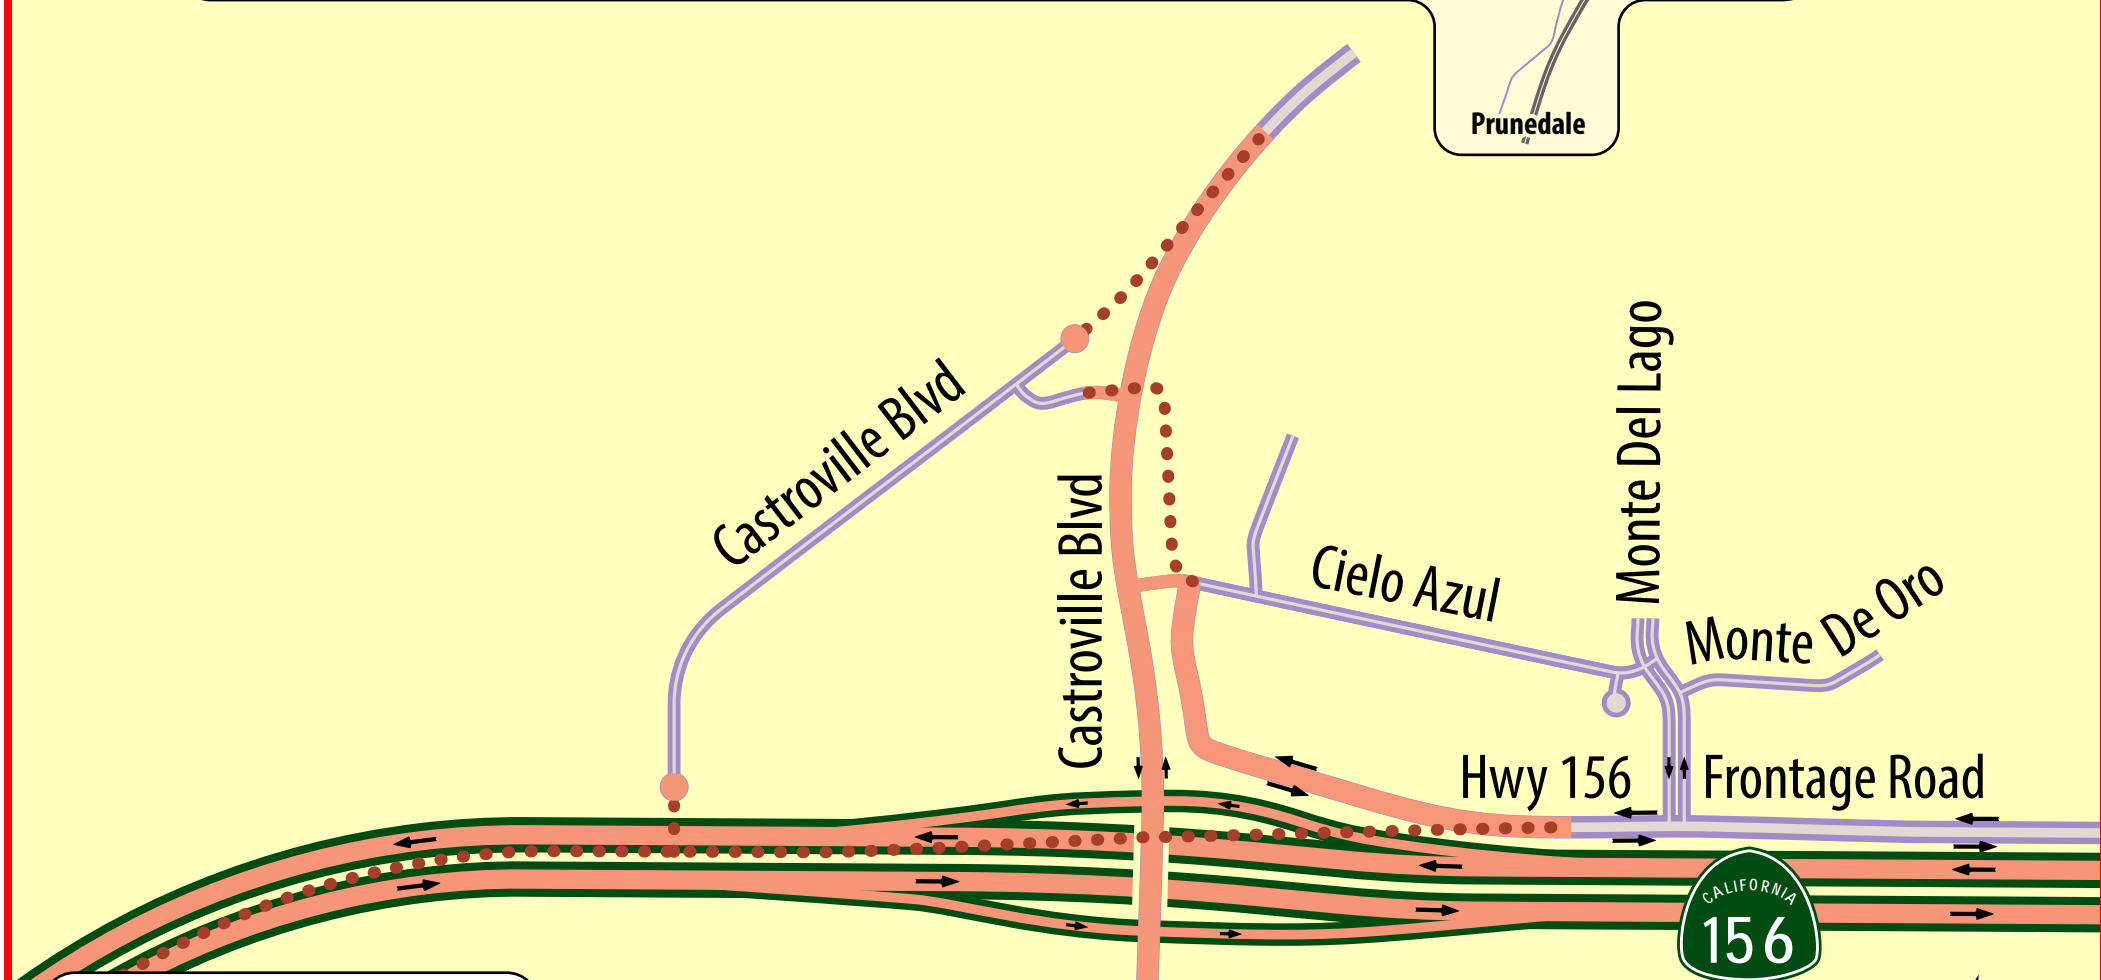 Prunedale
Castroville Blvd
Castroville Blvd
Cielo Azul
Monte Del Lago
Monte De Oro
Hwy 156
Frontage Road
CALIFORNIA
156